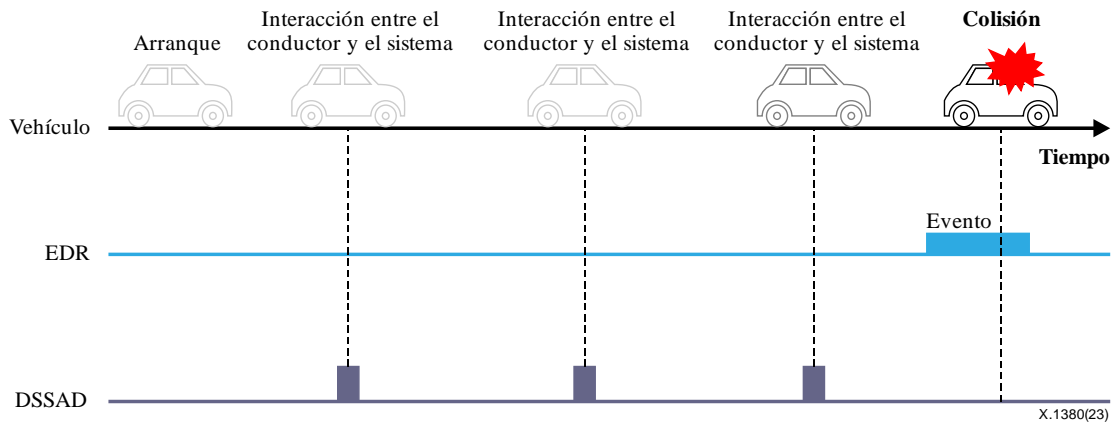 Arranque
Interacción entre el
conductor y el sistema
Interacción entre el
conductor y el sistema
Interacción entre el
conductor y el sistema
Colisión
Vehículo
Tiempo
Evento
EDR
DSSAD
X.1380(23)